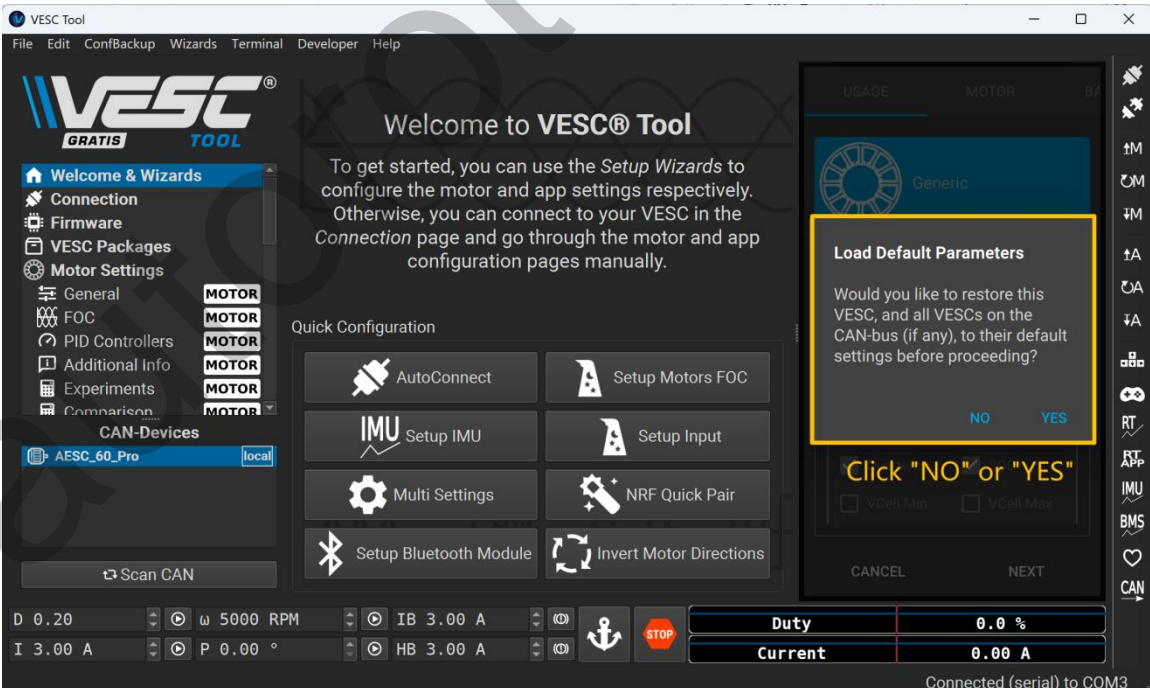 VESC Tool
File Edit ConfBackup Wizards Terminal Developer Help
VESC®
GRATIS TOOL
Welcome & Wizards
Connection
Firmware
VESC Packages
Motor Settings
General MOTOR
FOC MOTOR
PID Controllers MOTOR
Additional Info MOTOR
Experiments MOTOR
Comparison MOTOR
CAN-Devices
AESC_60_Pro local
Scan CAN
Welcome to VESC® Tool
To get started, you can use the Setup Wizards to
configure the motor and app settings respectively.
Otherwise, you can connect to your VESC in the
Connection page and go through the motor and app
configuration pages manually.
Quick Configuration
AutoConnect Setup Motors FOC
IMU Setup IMU Setup Input
Multi Settings NRF Quick Pair
Setup Bluetooth Module Invert Motor Directions
USAGE MOTOR BA
Generic
Load Default Parameters
Would you like to restore this
VESC, and all VESCs on the
CAN-bus (if any), to their default
settings before proceeding?
NO YES
Click "NO" or "YES"
VCell Min VCell Max
CANCEL NEXT
M
M
M
A
A
A
RT
RT
APP
IMU
BMS
CAN
D 0.20 ω 5000 RPM IB 3.00 A
I 3.00 A P 0.00 ° HB 3.00 A
STOP
Duty 0.0 %
Current 0.00 A
Connected (serial) to COM3